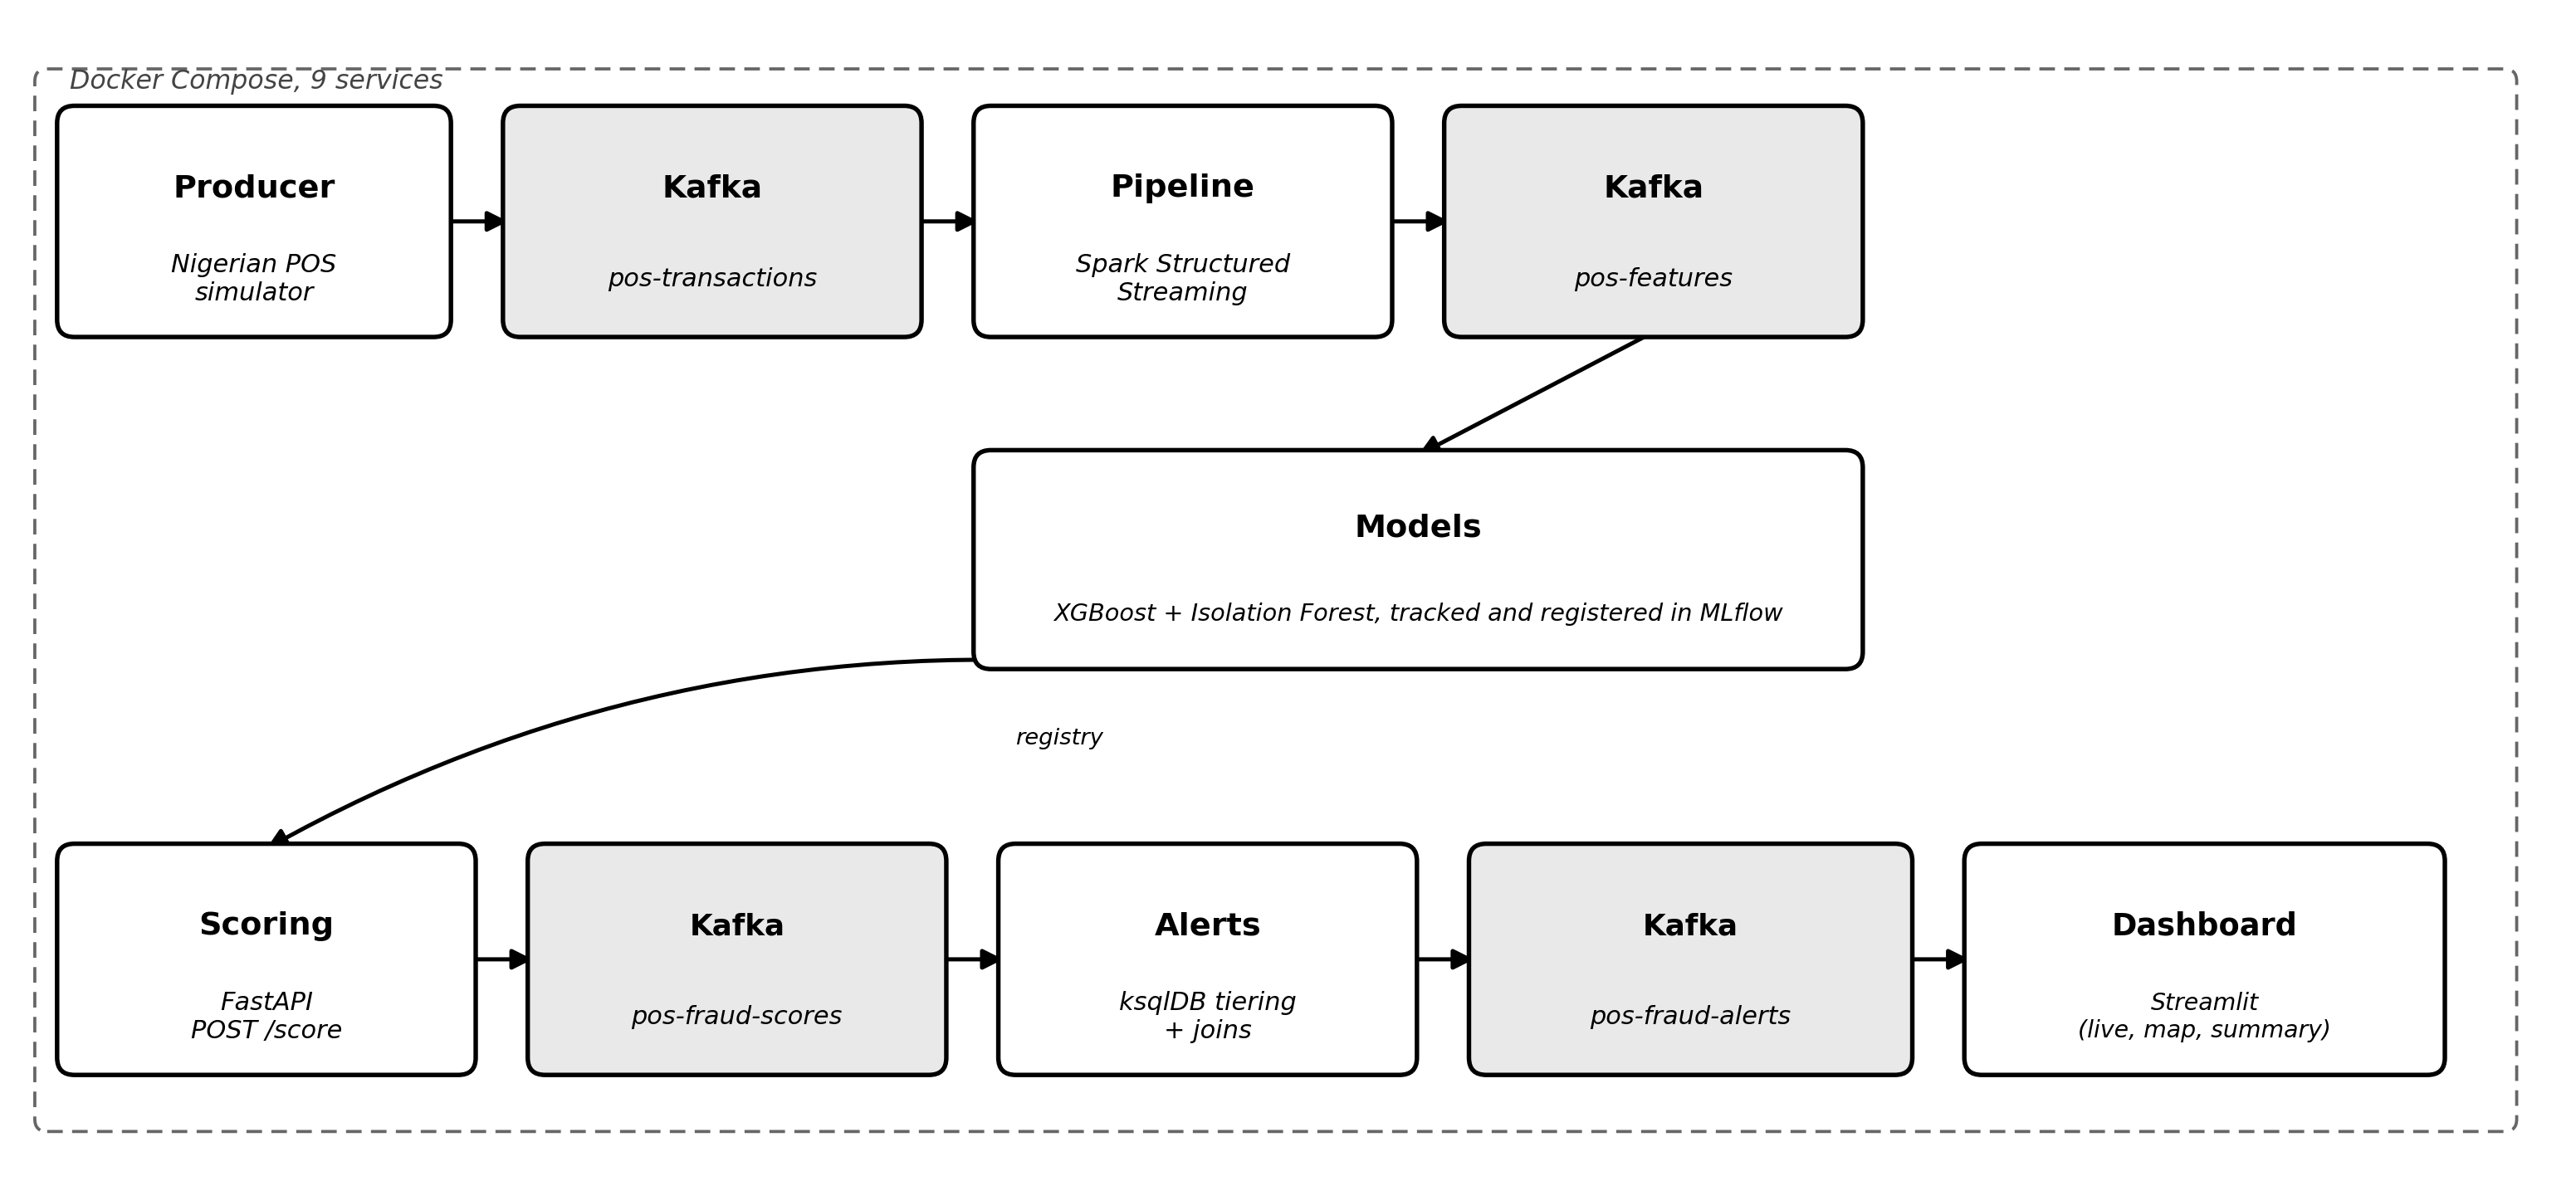 Docker Compose, 9 services
Producer
Nigerian POS
simulator
Kafka
pos-transactions
Pipeline
Spark Structured
Streaming
Kafka
pos-features
Models
XGBoost + Isolation Forest, tracked and registered in MLflow
registry
Scoring
FastAPI
POST /score
Kafka
pos-fraud-scores
Alerts
ksqlDB tiering
+ joins
Kafka
pos-fraud-alerts
Dashboard
Streamlit
(live, map, summary)